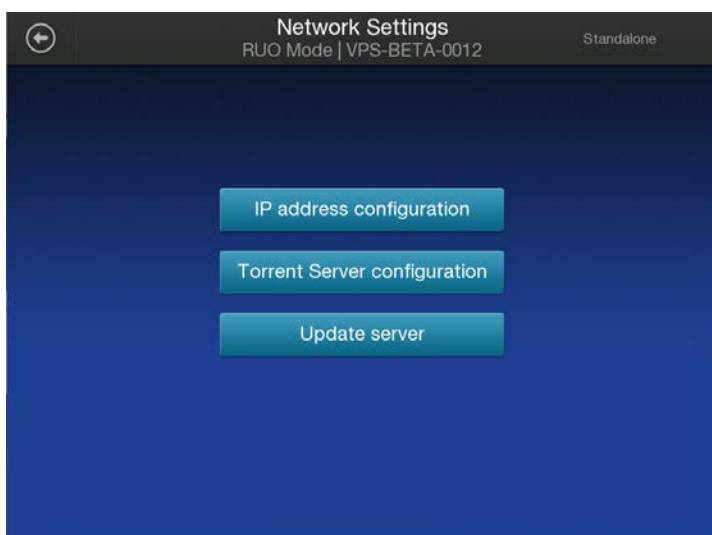 Network Settings
RUO Mode | VPS-BETA-0012
Standalone
IP address configuration
Torrent Server configuration
Update server